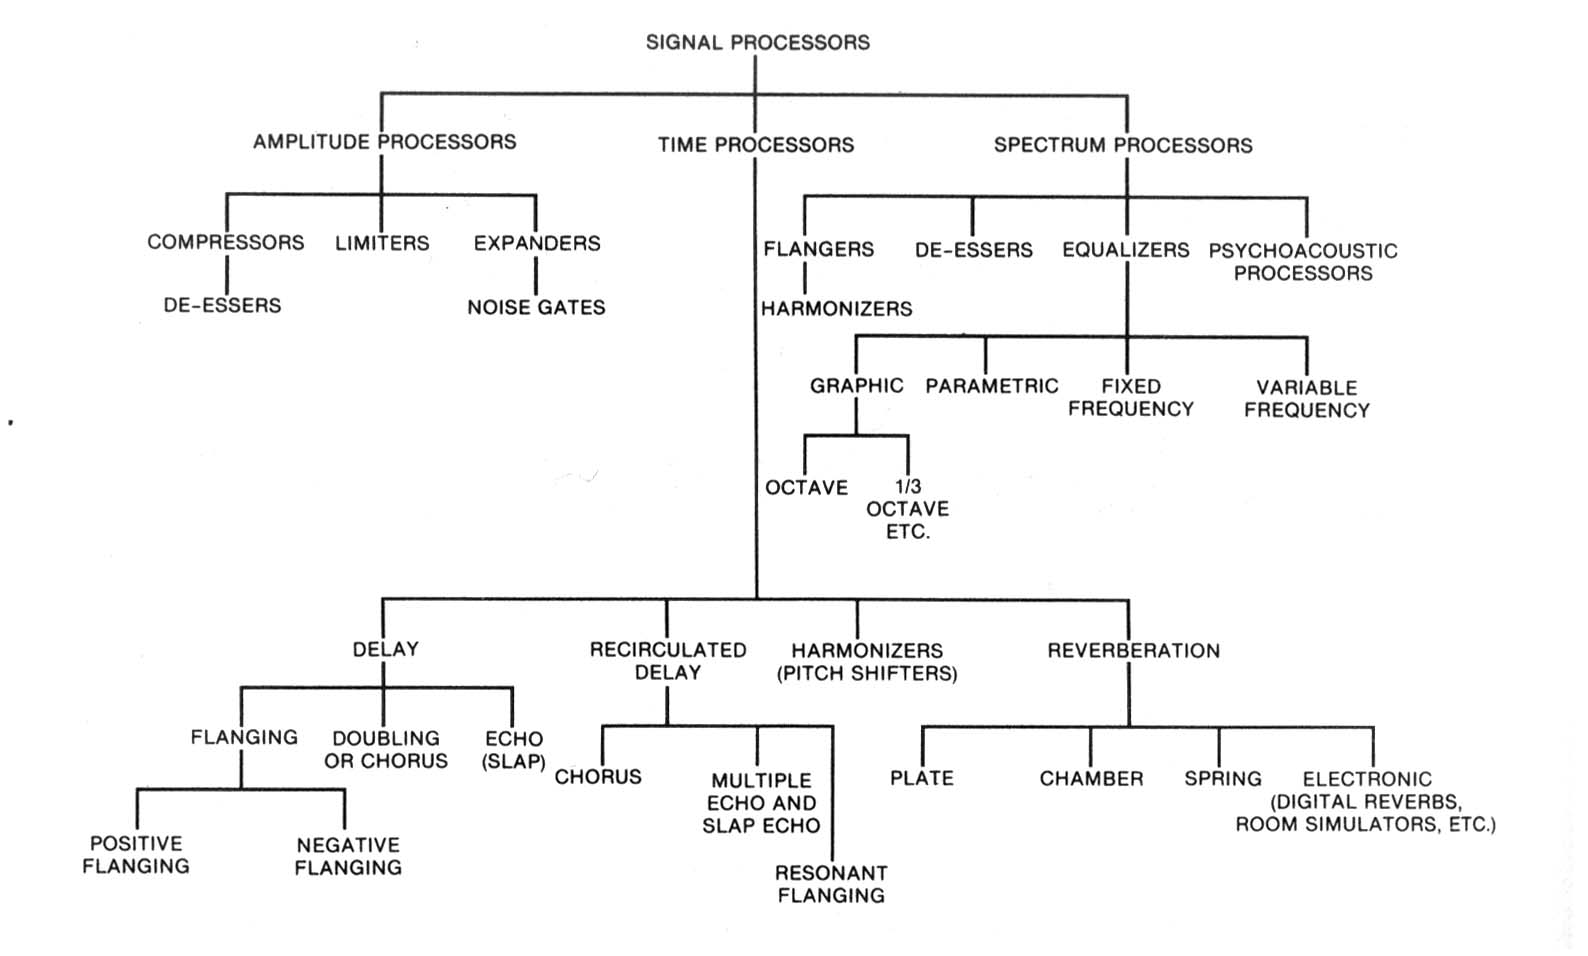 SIGNAL PROCESSORS
AMPLITUDE PROCESSORS
TIME PROCESSORS
SPECTRUM PROCESSORS
COMPRESSORS
LIMITERS
EXPANDERS
FLANGERS
DE-ESSERS
EQUALIZERS
PSYCHOACOUSTIC
PROCESSORS
DE-ESSERS
NOISE GATES
HARMONIZERS
GRAPHIC
PARAMETRIC
FIXED
FREQUENCY
VARIABLE
FREQUENCY
OCTAVE
1/3
OCTAVE
ETC.
DELAY
RECIRCULATED
DELAY
HARMONIZERS
(PITCH SHIFTERS)
REVERBERATION
FLANGING
DOUBLING
OR CHORUS
ECHO
(SLAP)
CHORUS
MULTIPLE
ECHO AND
SLAP ECHO
RESONANT
FLANGING
PLATE
CHAMBER
SPRING
ELECTRONIC
(DIGITAL REVERBS,
ROOM SIMULATORS, ETC.)
POSITIVE
FLANGING
NEGATIVE
FLANGING